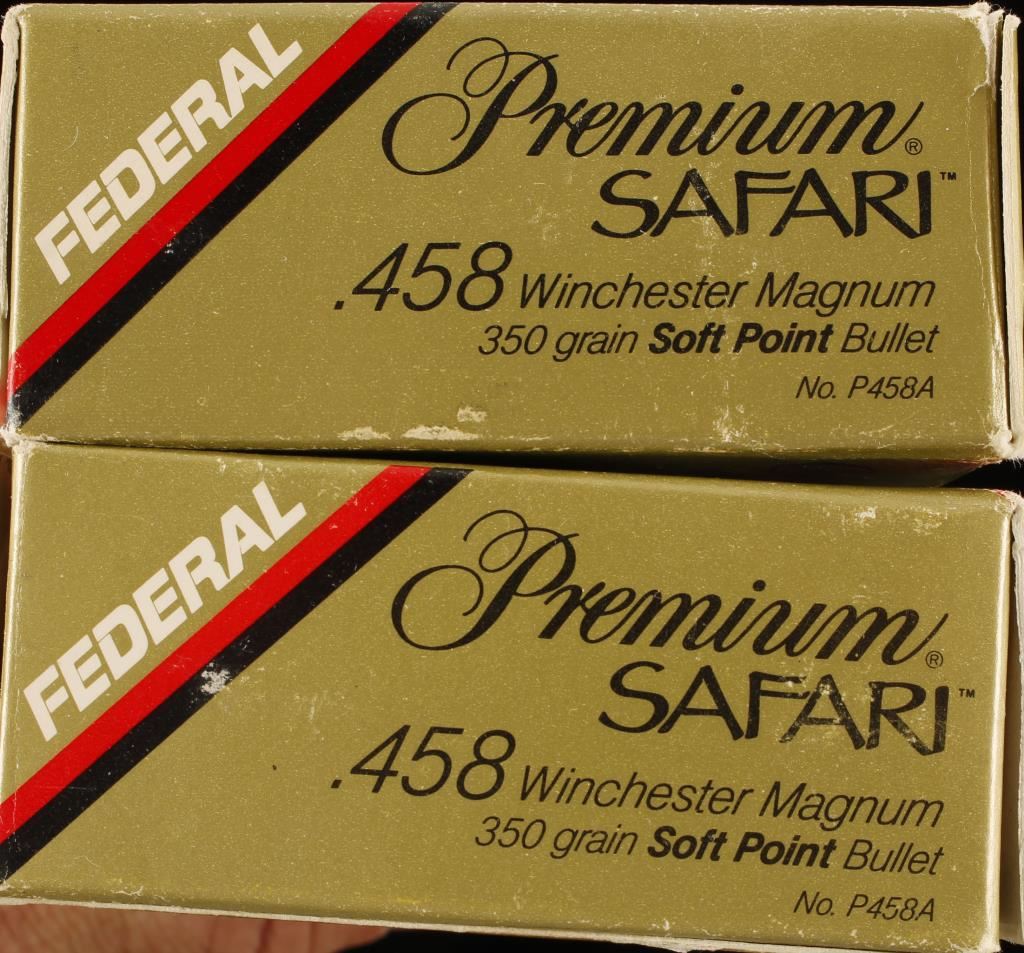 FEDERAL
Premium®
SAFARI™
.458 Winchester Magnum
350 grain Soft Point Bullet
No. P458A
FEDERAL
Premium®
SAFARI™
.458 Winchester Magnum
350 grain Soft Point Bullet
No. P458A